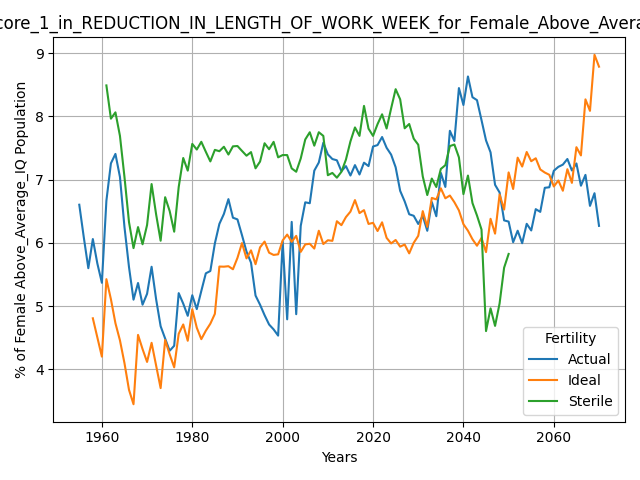 core_1_in_REDUCTION_IN_LENGTH_OF_WORK_WEEK_for_Female_Above_Avera
9
8
7
6
5
4
% of Female Above_Average_IQ Population
1960 1980 2000 2020 2040 2060
Years
Fertility
Actual
Ideal
Sterile